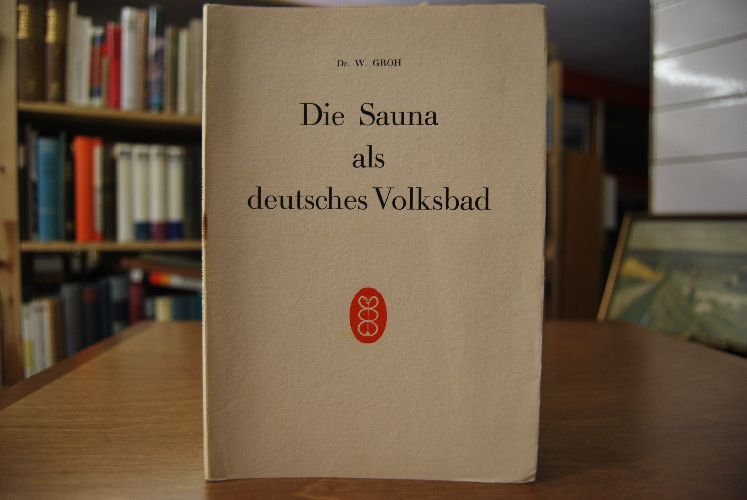 Dr. W. GROH
Die Sauna
als
deutsches Volksbad